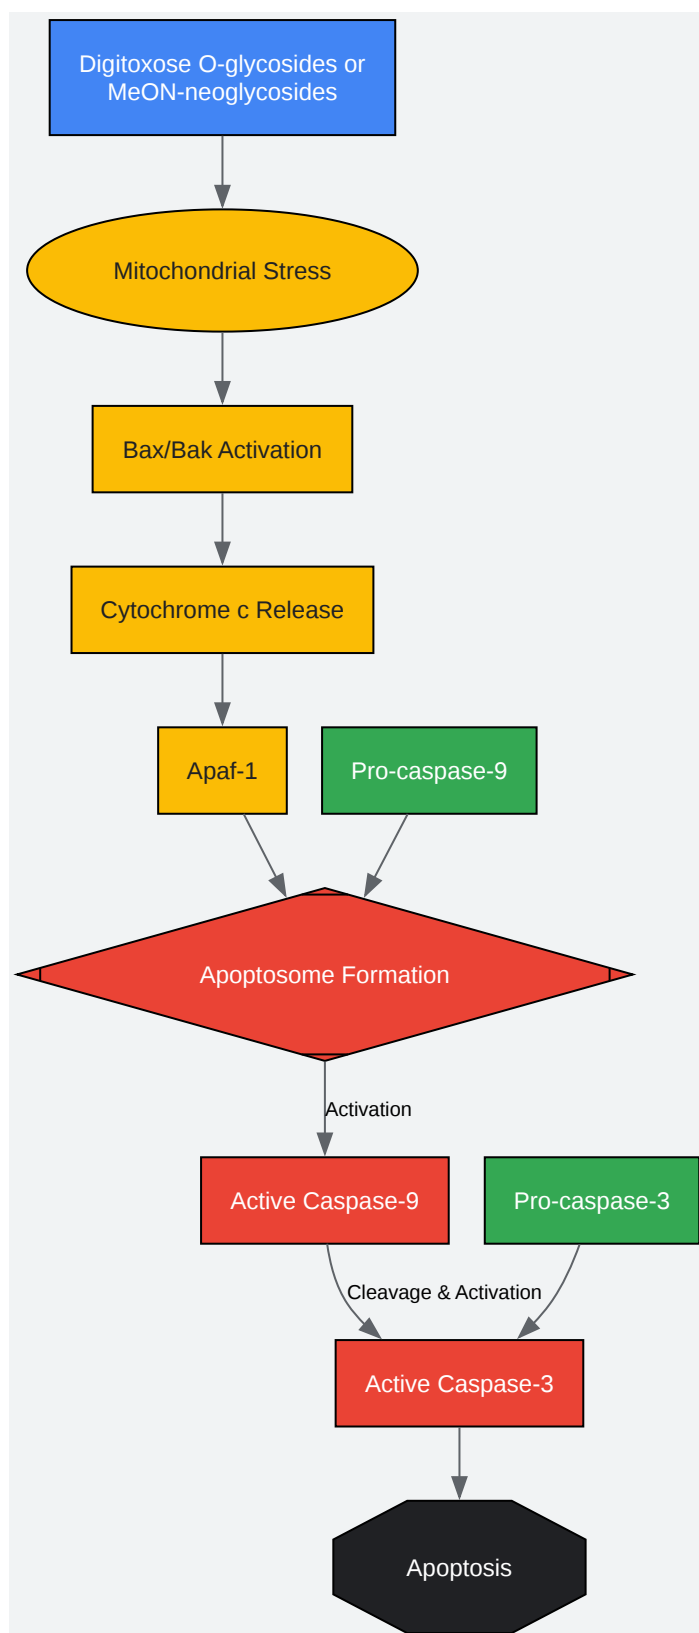 Digitoxose O-glycosides or
MeON-neoglycosides
Mitochondrial Stress
Bax/Bak Activation
Cytochrome c Release
Apaf-1
Pro-caspase-9
Apoptosome Formation
Activation
Active Caspase-9
Pro-caspase-3
Cleavage & Activation
Active Caspase-3
Apoptosis